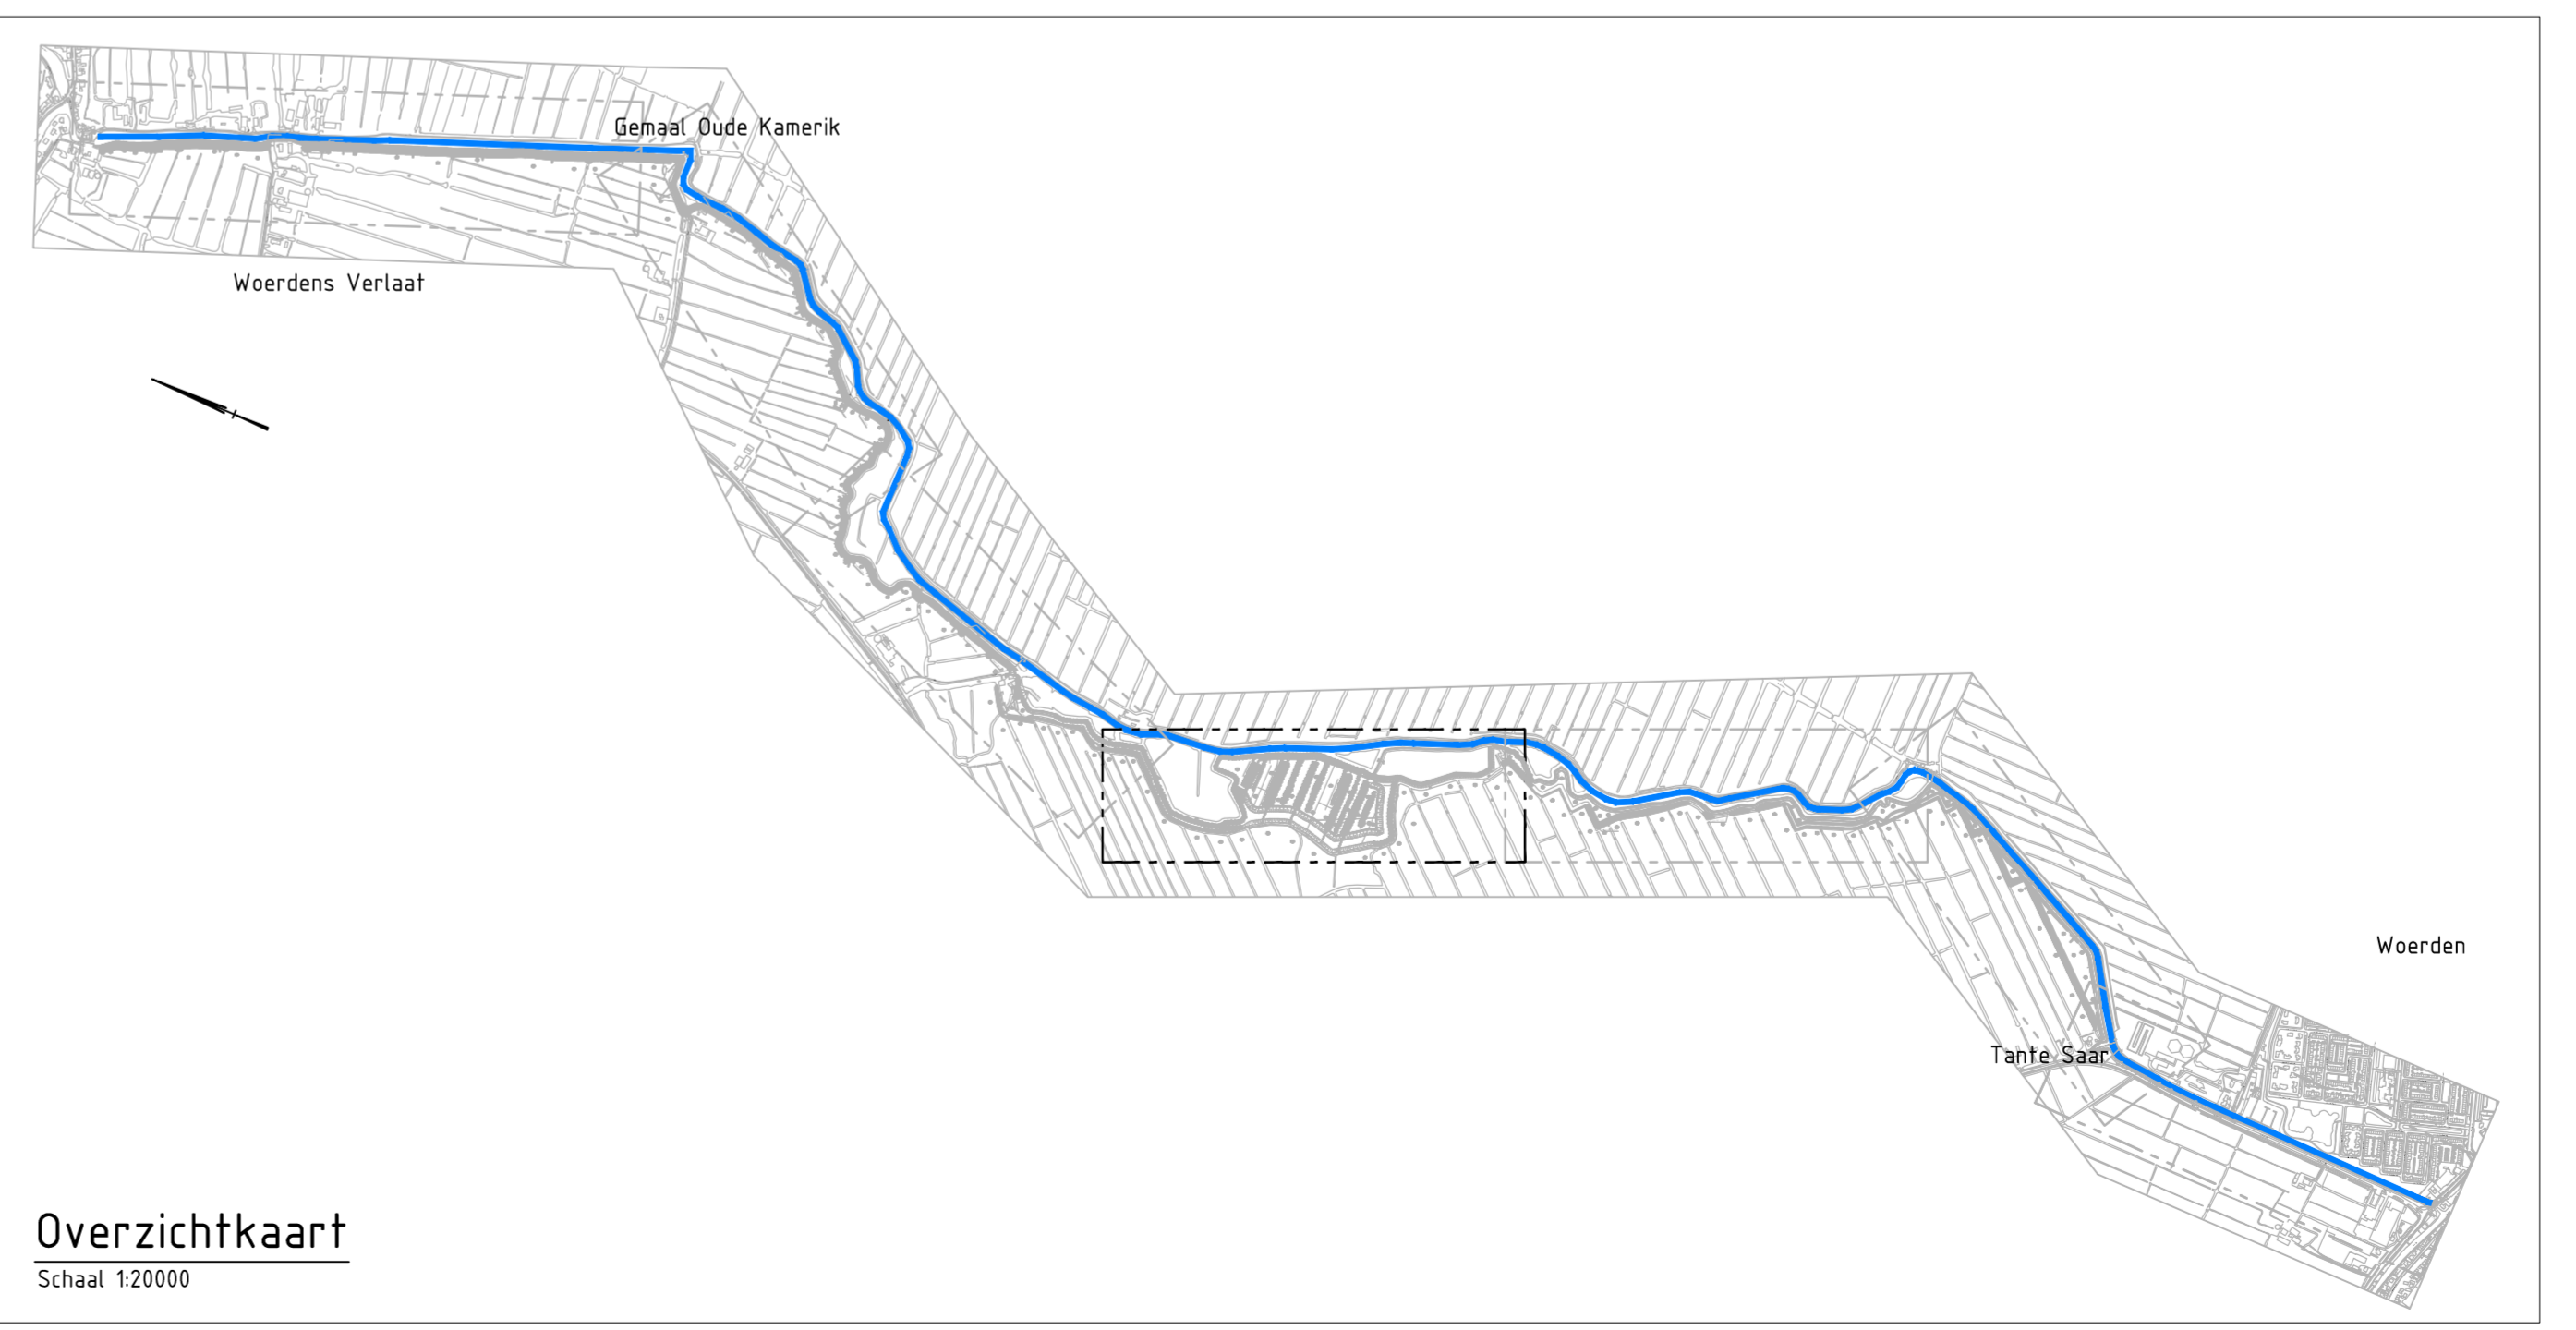 Gemaal Oude Kamerik
Woerdens Verlaat
Woerden
Tante Saar
Overzichtkaart
Schaal 1:20000